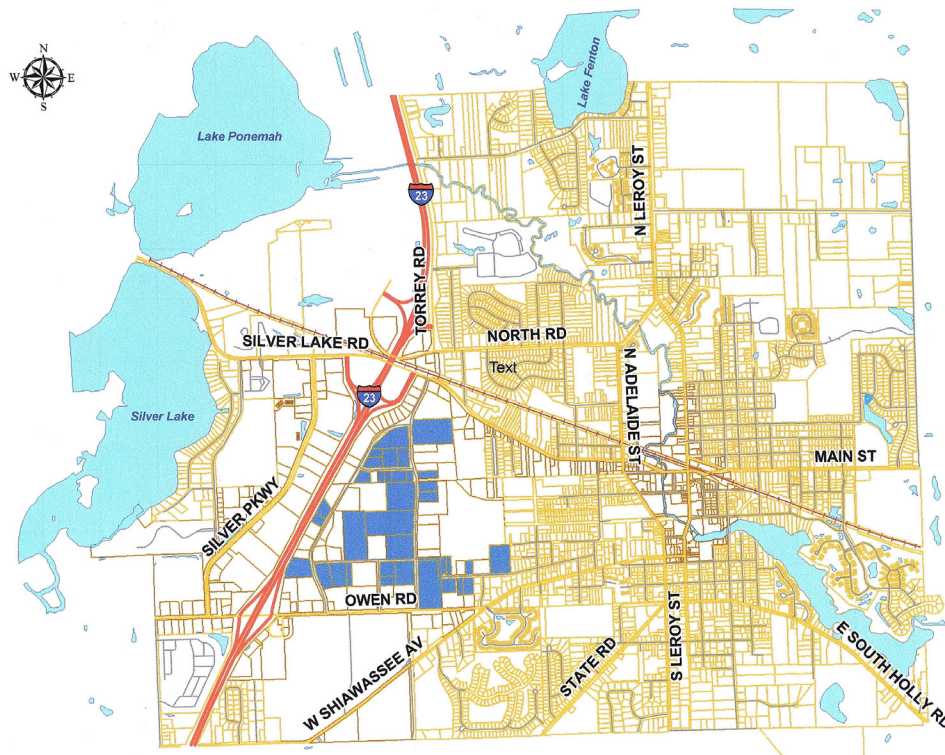 N
W E
S
Lake Ponemah
Lake Fenton
N LEROY ST
23
TORREY RD
SILVER LAKE RD
NORTH RD
Text
N ADELAIDE ST
23
Silver Lake
MAIN ST
SILVER PKWY
OWEN RD
W SHIAWASSEE AV
STATE RD
S LEROY ST
E SOUTH HOLLY RD